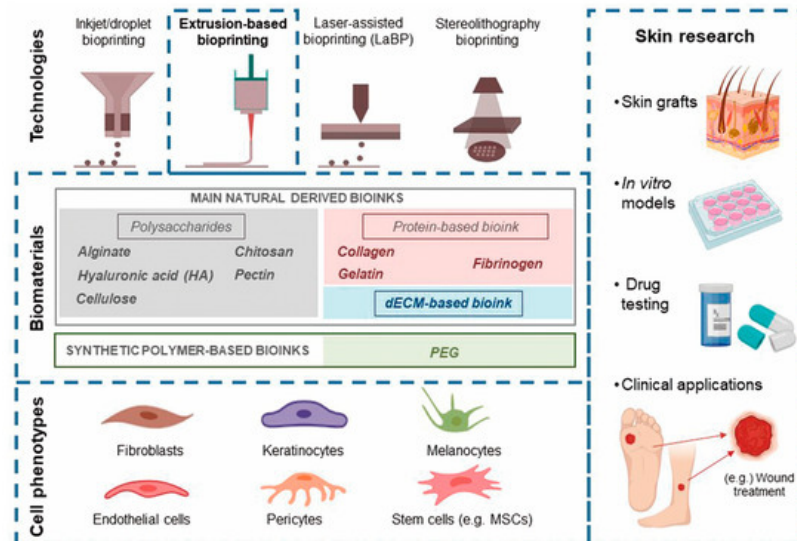 Technologies
Inkjet/droplet
bioprinting
Extrusion-based
bioprinting
Laser-assisted
bioprinting (LaBP)
Stereolithography
bioprinting
Biomaterials
MAIN NATURAL DERIVED BIOINKS
Polysaccharides
Alginate
Chitosan
Hyaluronic acid (HA)
Pectin
Cellulose
Protein-based bioink
Collagen
Fibrinogen
Gelatin
dECM-based bioink
SYNTHETIC POLYMER-BASED BIOINKS
PEG
Cell phenotypes
Fibroblasts
Keratinocytes
Melanocytes
Endothelial cells
Pericytes
Stem cells (e.g. MSCs)
Skin research
• Skin grafts
• In vitro
models
• Drug
testing
• Clinical applications
(e.g.) Wound
treatment